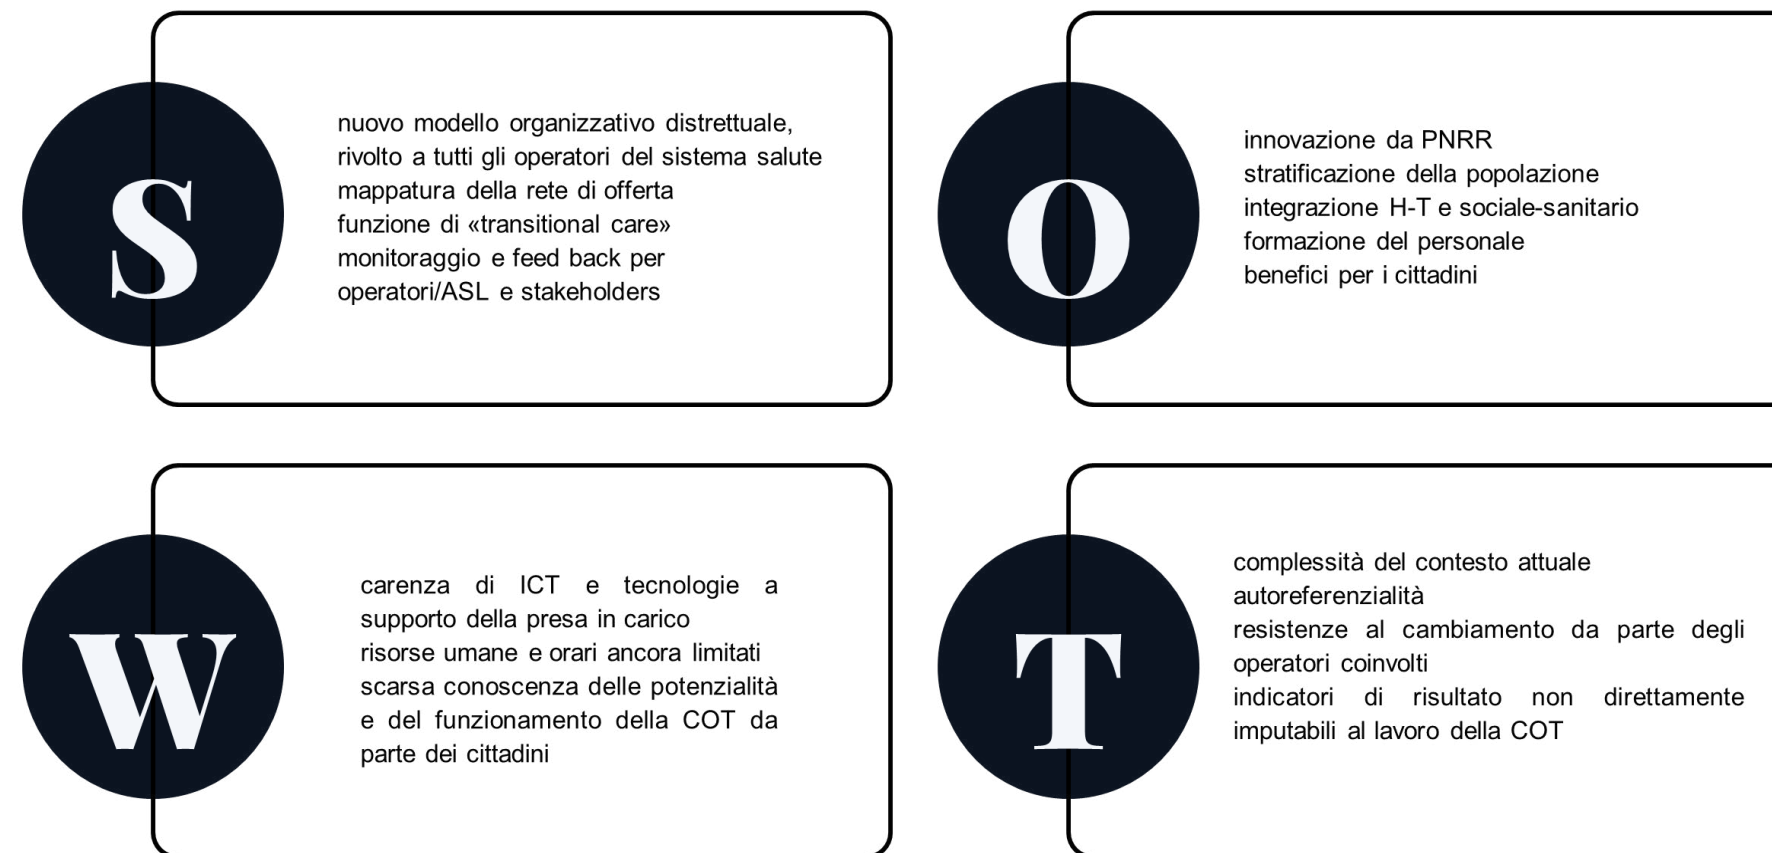 S
nuovo modello organizzativo distrettuale,
rivolto a tutti gli operatori del sistema salute
mappatura della rete di offerta
funzione di «transitional care»
monitoraggio e feed back per
operatori/ASL e stakeholders
O
innovazione da PNRR
stratificazione della popolazione
integrazione H-T e sociale-sanitario
formazione del personale
benefici per i cittadini
W
carenza di ICT e tecnologie a
supporto della presa in carico
risorse umane e orari ancora limitati
scarsa conoscenza delle potenzialità
e del funzionamento della COT da
parte dei cittadini
T
complessità del contesto attuale
autoreferenzialità
resistenze al cambiamento da parte degli
operatori coinvolti
indicatori di risultato non direttamente
imputabili al lavoro della COT